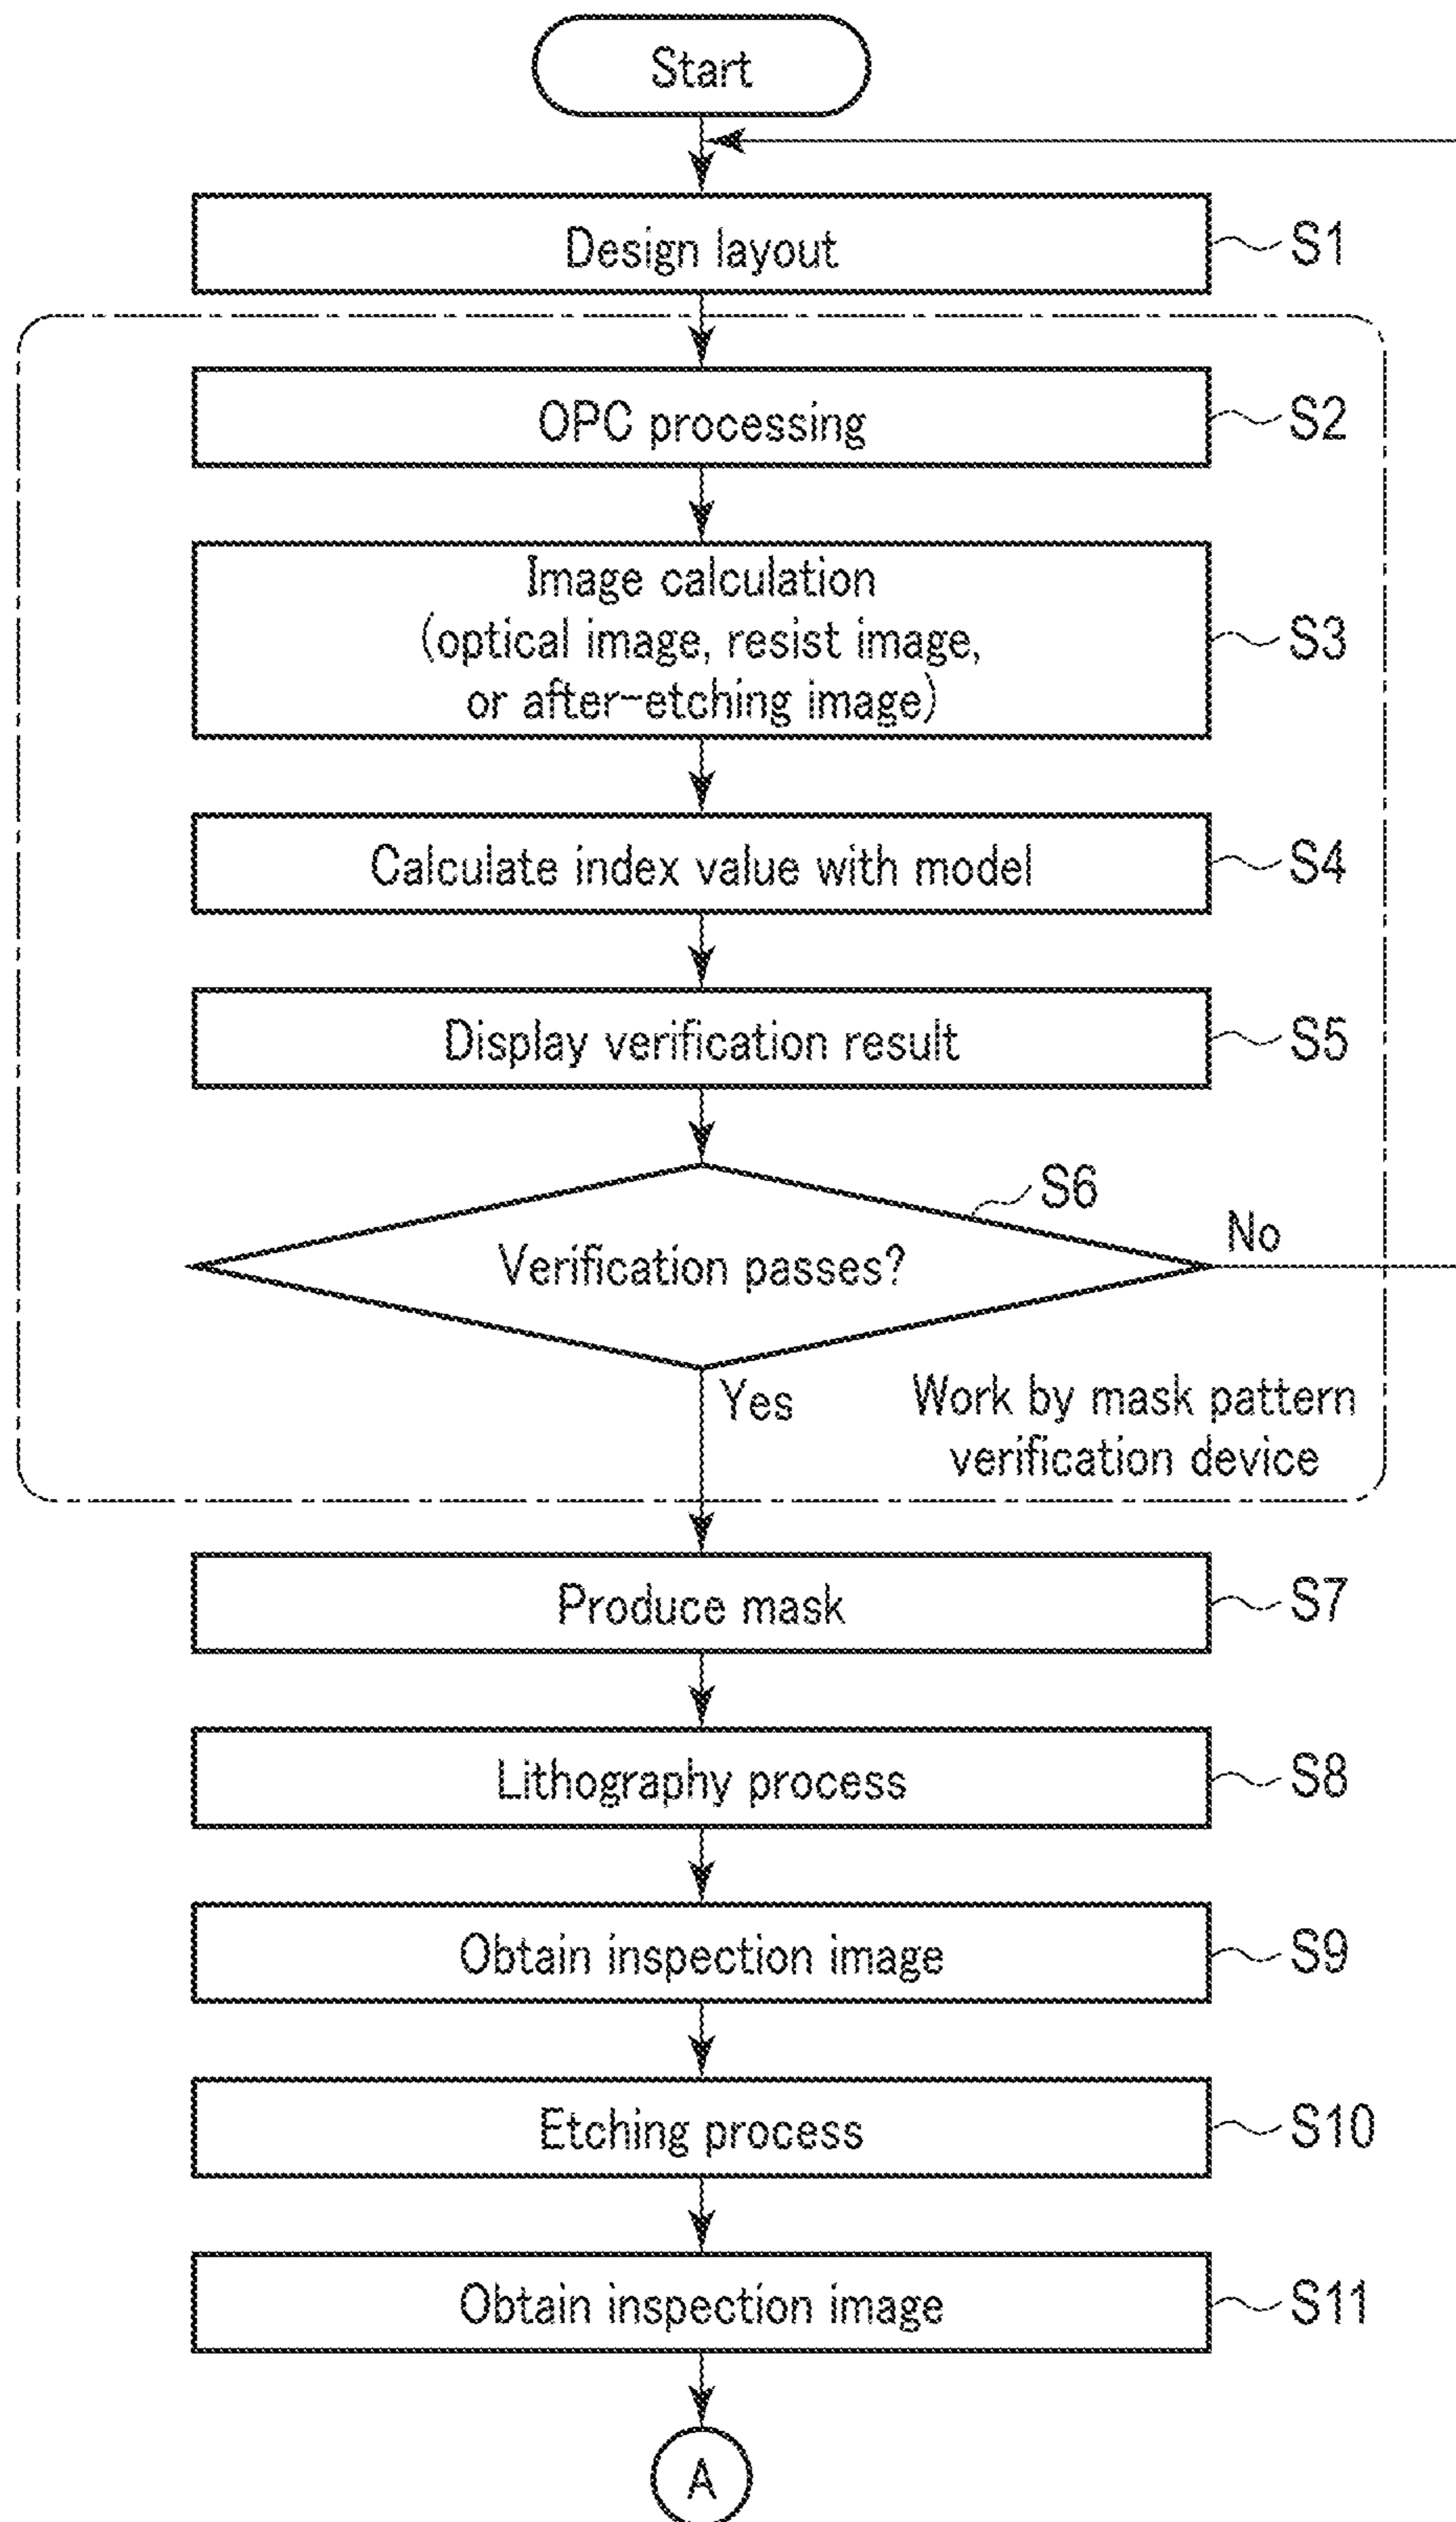 Start
Design layout
S1
OPC processing
S2
Image calculation
(optical image, resist image,
or after-etching image)
S3
Calculate index value with model
S4
Display verification result
S5
S6
Verification passes?
No
Yes
Work by mask pattern
verification device
Produce mask
S7
Lithography process
S8
Obtain inspection image
S9
Etching process
S10
Obtain inspection image
S11
A